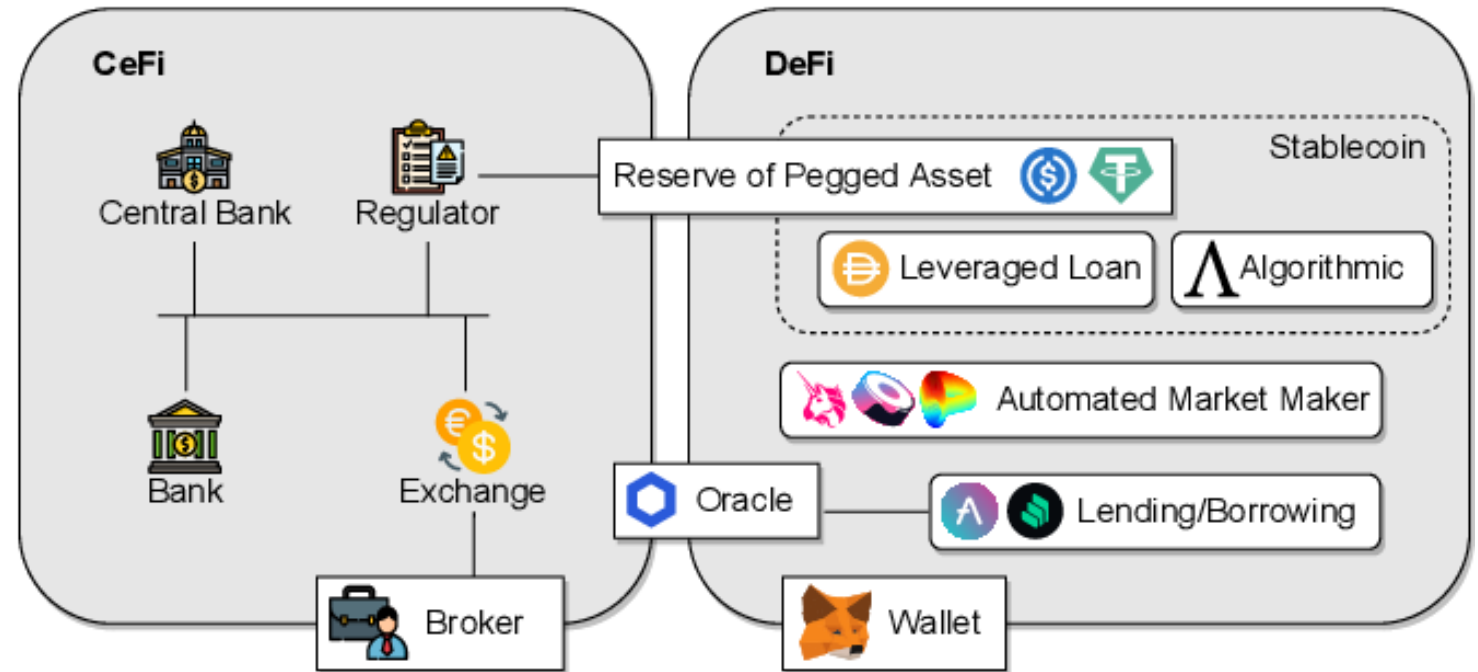 CeFi
DeFi
Stablecoin
Reserve of Pegged Asset
Central Bank
Regulator
Leveraged Loan
Algorithmic
Automated Market Maker
Bank
Exchange
Oracle
Lending/Borrowing
Broker
Wallet